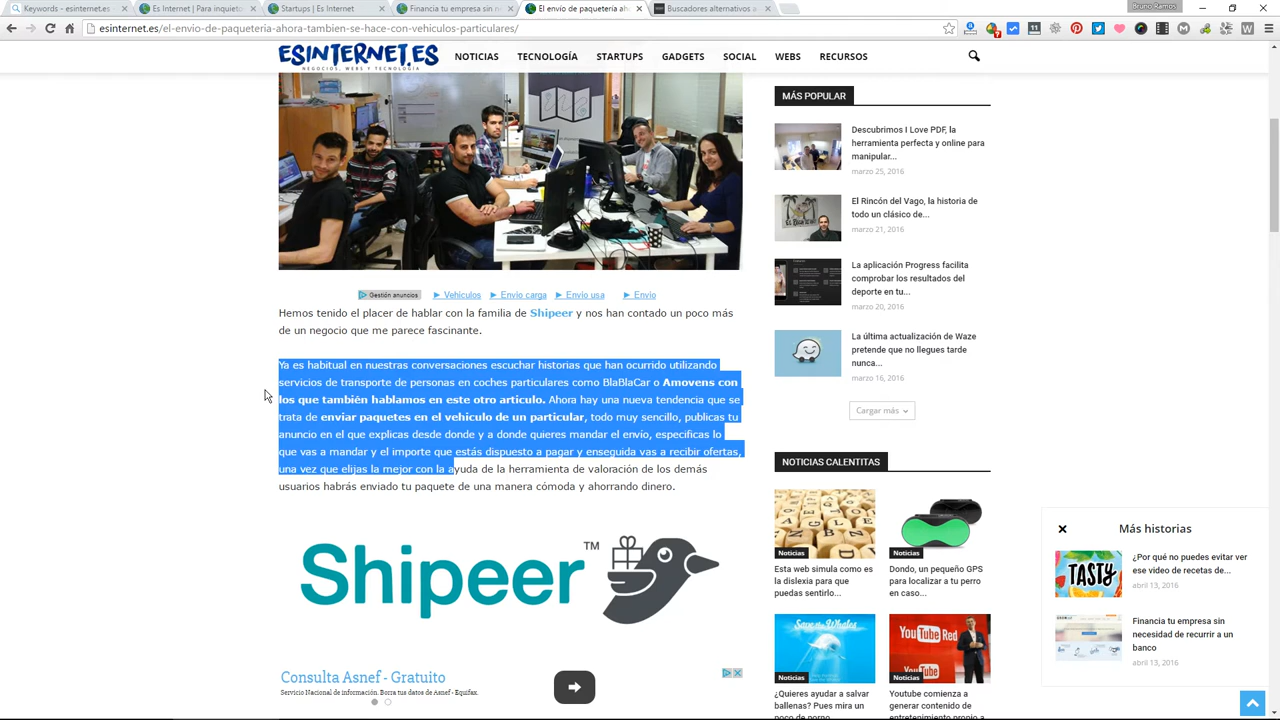 Keywords – esinternet.es
Es Internet | Para inquieto
Startups | Es Internet
Financia tu empresa sin ne
El envío de paquetería aho
Buscadores alternativos a
Bruno Ramos
esinternet.es/el-envio-de-paqueteria-ahora-tambien-se-hace-con-vehiculos-particulares/
ESINTERNET.ES
NEGOCIOS, WEBS Y TECNOLOGÍA
NOTICIAS TECNOLOGÍA STARTUPS GADGETS SOCIAL WEBS RECURSOS
Gestión anuncios ► Vehiculos ► Envio carga ► Envio usa ► Envio
Hemos tenido el placer de hablar con la familia de Shipeer y nos han contado un poco más
de un negocio que me parece fascinante.
Ya es habitual en nuestras conversaciones escuchar historias que han ocurrido utilizando
servicios de transporte de personas en coches particulares como BlaBlaCar o Amovens con
los que también hablamos en este otro artículo. Ahora hay una nueva tendencia que se
trata de enviar paquetes en el vehículo de un particular, todo muy sencillo, publicas tu
anuncio en el que explicas desde donde y a donde quieres mandar el envío, especificas lo
que vas a mandar y el importe que estás dispuesto a pagar y enseguida vas a recibir ofertas,
una vez que elijas la mejor con la ayuda de la herramienta de valoración de los demás
usuarios habrás enviado tu paquete de una manera cómoda y ahorrando dinero.
Shipeer™
Consulta Asnef - Gratuito
Servicio Nacional de información. Borra tus datos de Asnef - Equifax.
MÁS POPULAR
Descubrimos I Love PDF, la
herramienta perfecta y online para
manipular...
marzo 25, 2016
El Rincón del Vago, la historia de
todo un clásico de...
marzo 21, 2016
La aplicación Progress facilita
comprobar los resultados del
deporte en tu...
marzo 20, 2016
La última actualización de Waze
pretende que no llegues tarde
nunca...
marzo 16, 2016
Cargar más
NOTICIAS CALENTITAS
Noticias
Esta web simula como es
la dislexia para que
puedas sentirlo...
Noticias
Dondo, un pequeño GPS
para localizar a tu perro
en caso...
Save the Whales
Noticias
¿Quieres ayudar a salvar
ballenas? Pues mira un
poco de porno
YouTube Red
Noticias
Youtube comienza a
generar contenido de
entretenimiento propio a
Más historias
TASTY
¿Por qué no puedes evitar ver
ese video de recetas de...
abril 13, 2016
Financia tu empresa sin
necesidad de recurrir a un
banco
abril 13, 2016